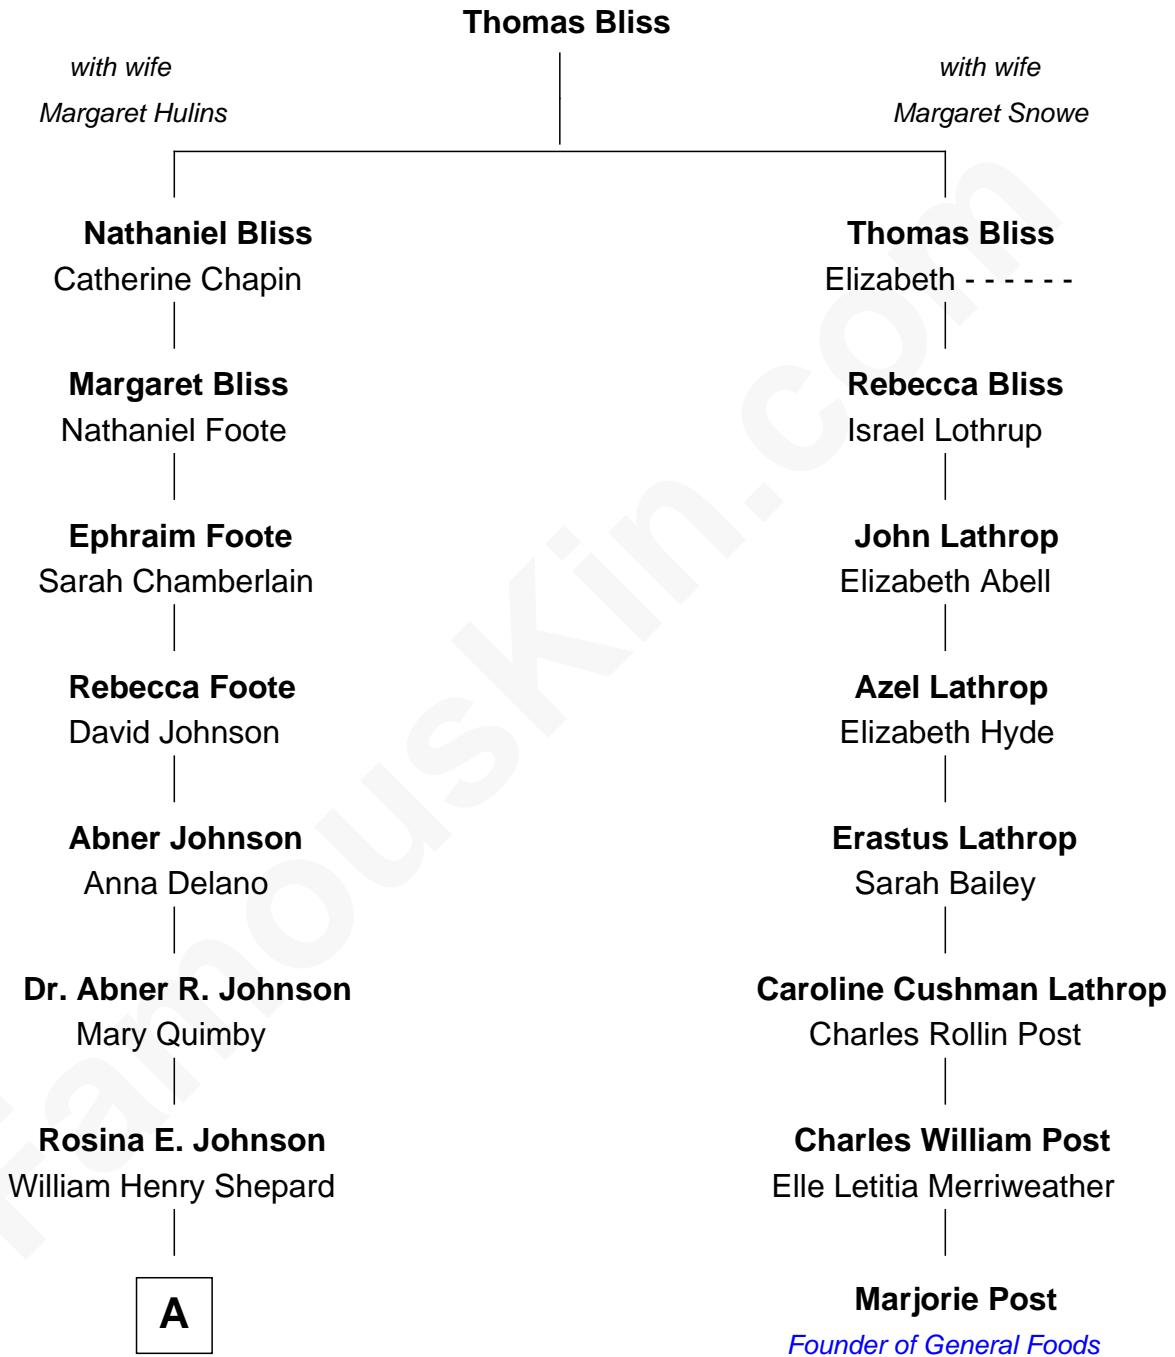 Thomas Bliss
with wife
Margaret Hulins
with wife
Margaret Snowe
Nathaniel Bliss
Catherine Chapin
Thomas Bliss
Elizabeth - - - - - -
Margaret Bliss
Nathaniel Foote
Rebecca Bliss
Israel Lothrup
Ephraim Foote
Sarah Chamberlain
John Lathrop
Elizabeth Abell
Rebecca Foote
David Johnson
Azel Lathrop
Elizabeth Hyde
Abner Johnson
Anna Delano
Erastus Lathrop
Sarah Bailey
Dr. Abner R. Johnson
Mary Quimby
Caroline Cushman Lathrop
Charles Rollin Post
Rosina E. Johnson
William Henry Shepard
Charles William Post
Elle Letitia Merriweather
A
Marjorie Post
Founder of General Foods
FamousKin.com